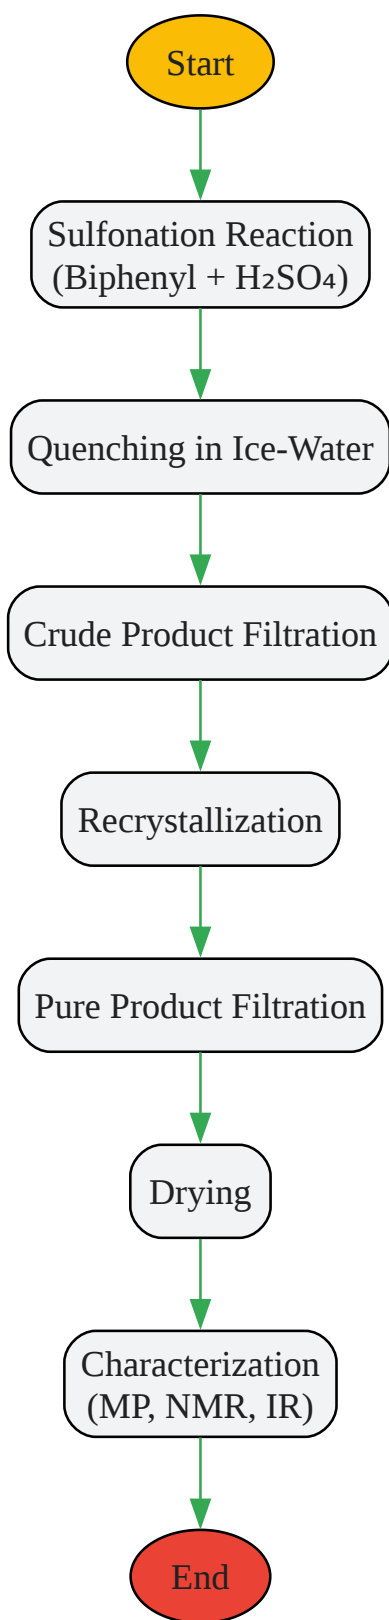 Start
Sulfonation Reaction
(Biphenyl + H₂SO₄)
Quenching in Ice-Water
Crude Product Filtration
Recrystallization
Pure Product Filtration
Drying
Characterization
(MP, NMR, IR)
End